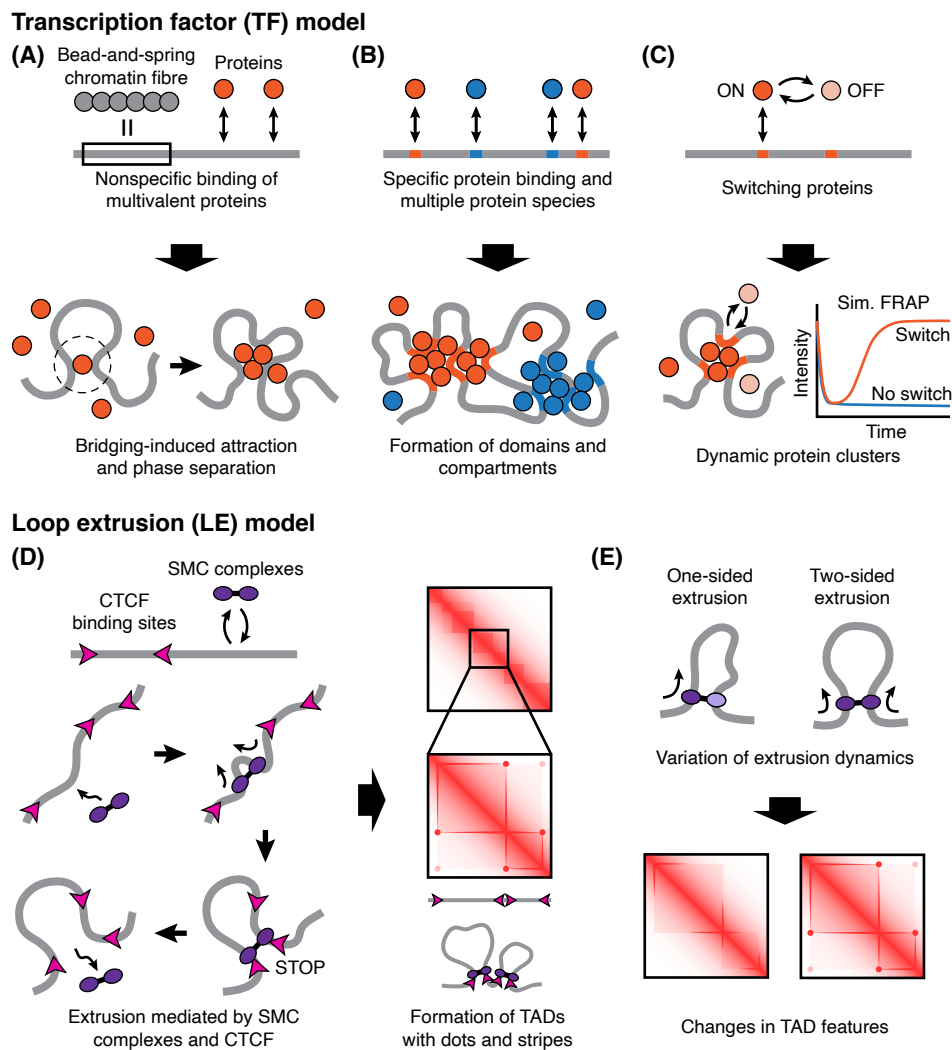 Transcription factor (TF) model
(A)
Bead-and-spring
chromatin fibre
Proteins
Nonspecific binding of
multivalent proteins
Bridging-induced attraction
and phase separation
(B)
Specific protein binding and
multiple protein species
Formation of domains and
compartments
(C)
ON
OFF
Switching proteins
Sim. FRAP
Switch
No switch
Intensity
Time
Dynamic protein clusters
Loop extrusion (LE) model
(D)
SMC complexes
CTCF
binding sites
STOP
Extrusion mediated by SMC
complexes and CTCF
Formation of TADs
with dots and stripes
(E)
One-sided
extrusion
Two-sided
extrusion
Variation of extrusion dynamics
Changes in TAD features